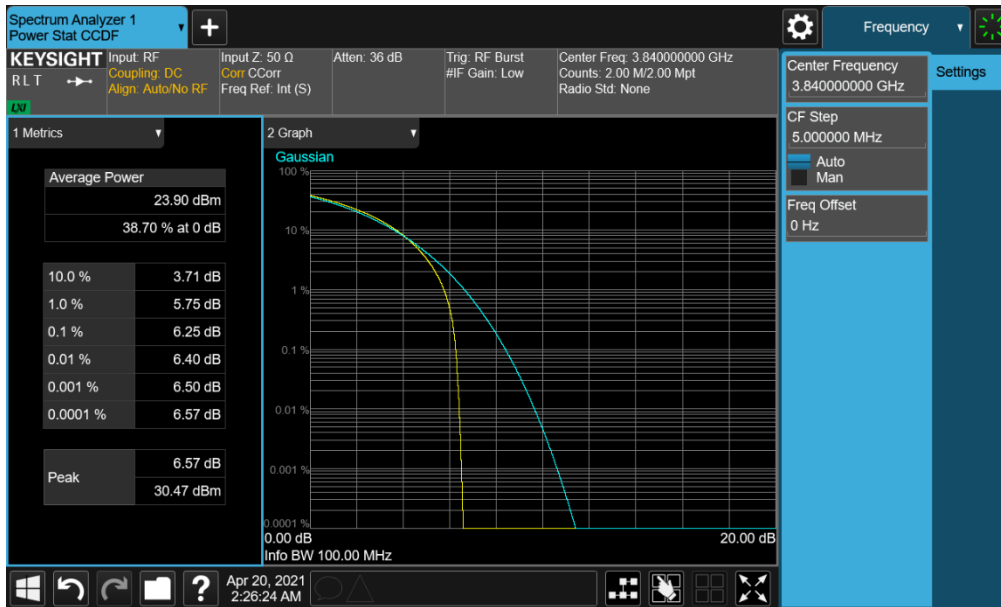 Spectrum Analyzer 1
Power Stat CCDF
+
Frequency
KEYSIGHT
R L T
LXI
Input: RF
Coupling: DC
Align: Auto/No RF
Input Z: 50 Ω
Corr CCorr
Freq Ref: Int (S)
Atten: 36 dB
Trig: RF Burst
#IF Gain: Low
Center Freq: 3.840000000 GHz
Counts: 2.00 M/2.00 Mpt
Radio Std: None
Center Frequency
3.840000000 GHz
Settings
CF Step
5.000000 MHz
Auto
Man
Freq Offset
0 Hz
1 Metrics
Average Power
23.90 dBm
38.70 % at 0 dB
10.0 % 3.71 dB
1.0 % 5.75 dB
0.1 % 6.25 dB
0.01 % 6.40 dB
0.001 % 6.50 dB
0.0001 % 6.57 dB
Peak 6.57 dB
30.47 dBm
2 Graph
Gaussian
100 %
10 %
1 %
0.1 %
0.01 %
0.001 %
0.0001 %
0.00 dB 20.00 dB
Info BW 100.00 MHz
?
Apr 20, 2021
2:26:24 AM